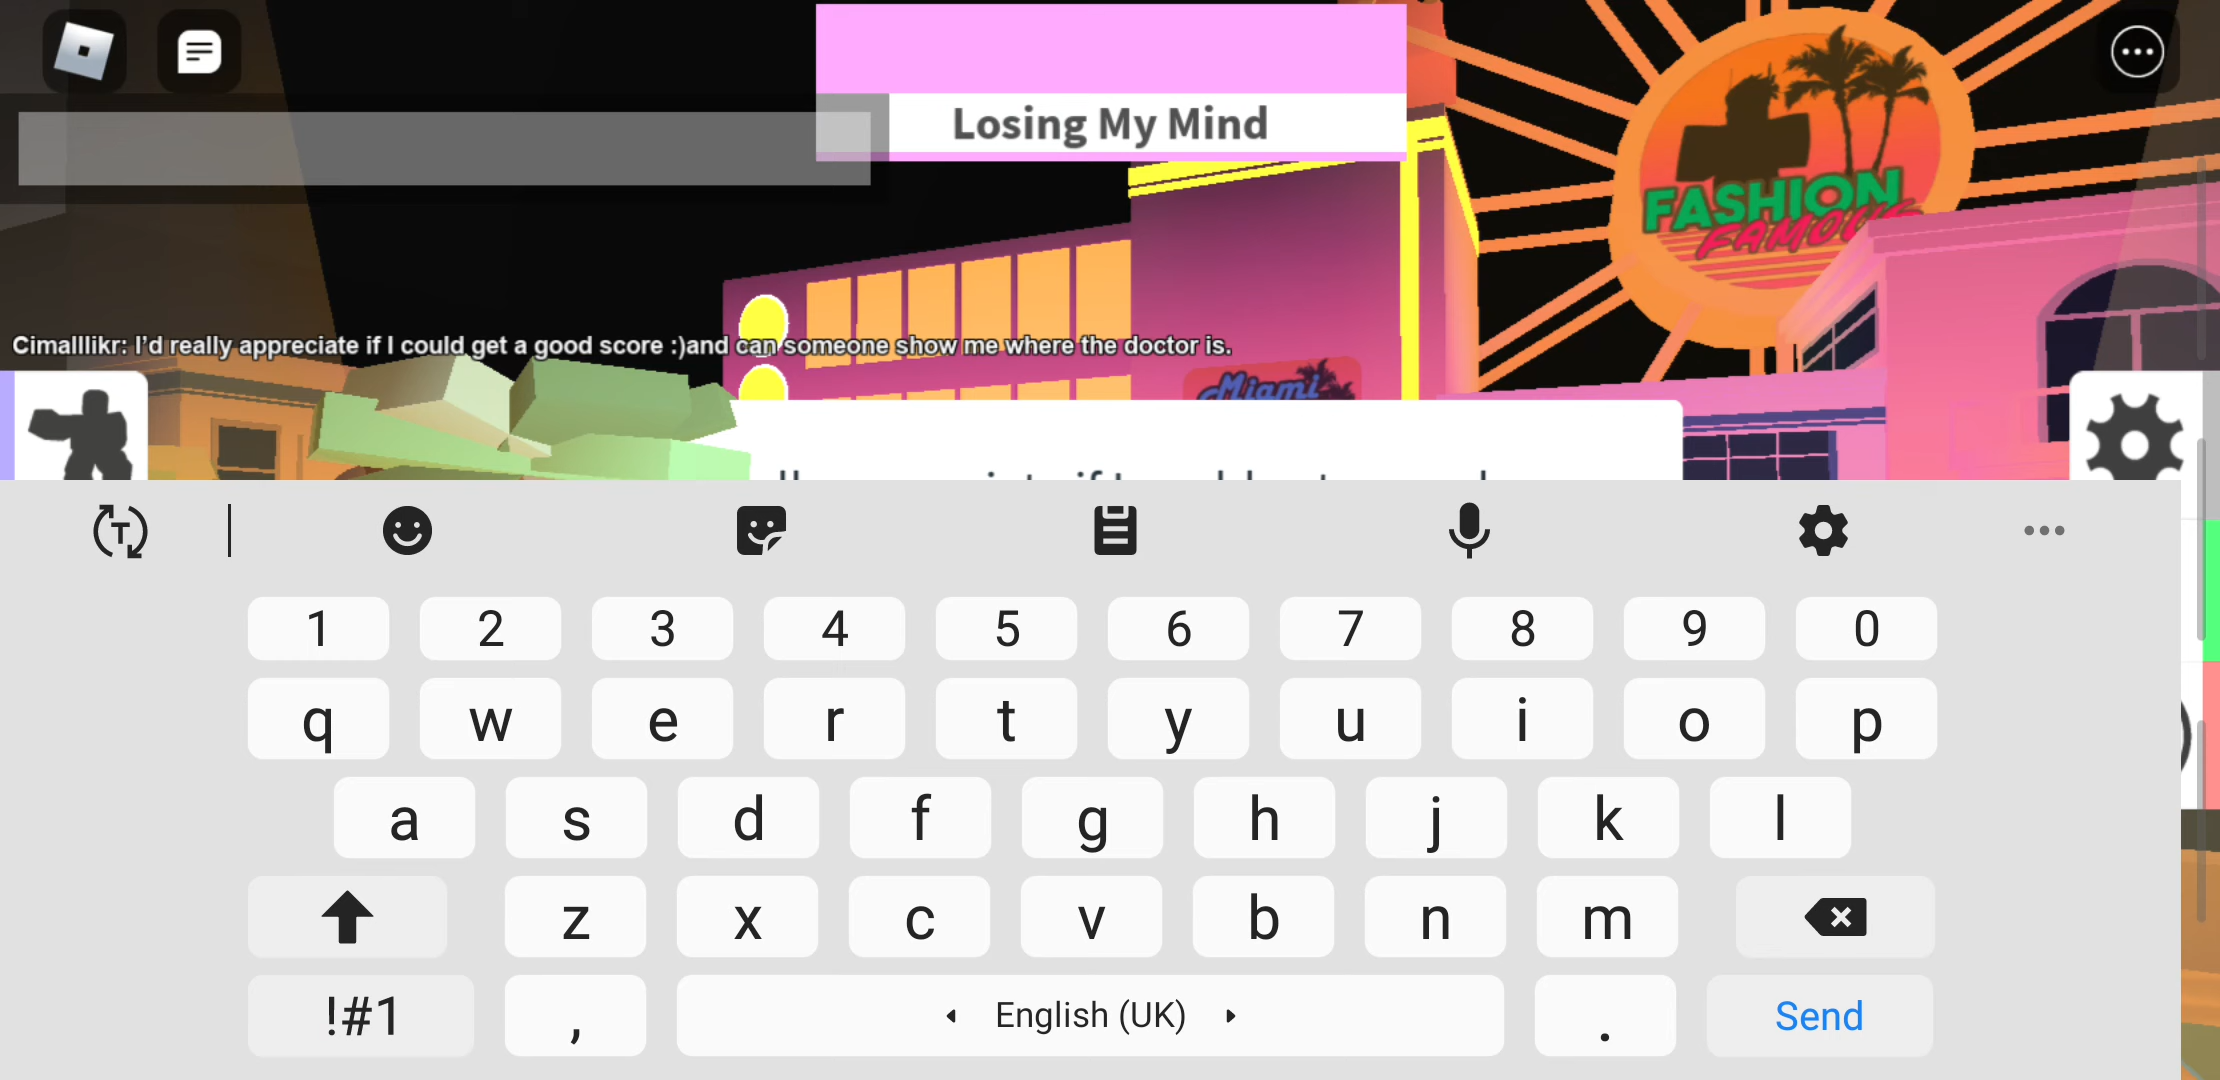 Losing My Mind
FASHION
FAMOUS
Cimalllikr: I'd really appreciate if I could get a good score :)and can someone show me where the doctor is.
Miami
T
1 2 3 4 5 6 7 8 9 0
q w e r t y u i o p
a s d f g h j k l
z x c v b n m
!#1 , English (UK) . Send